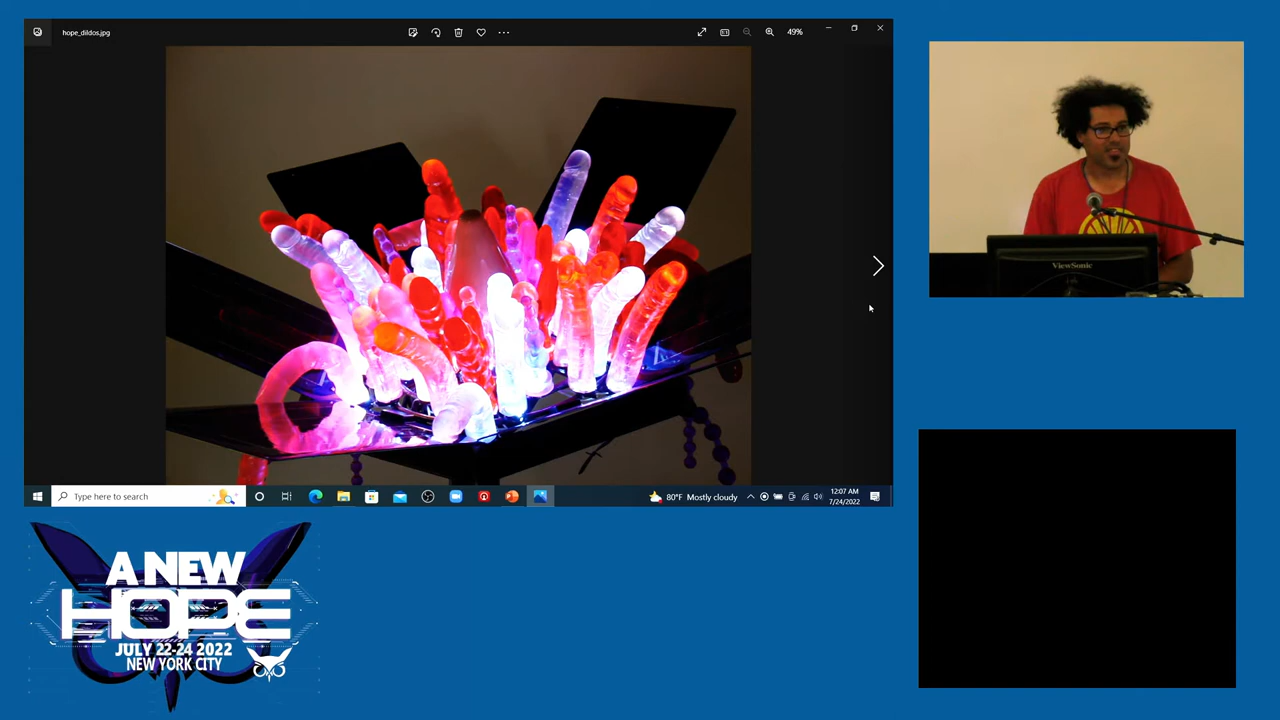 hope_dildos.jpg
49%
ViewSonic
Type here to search
80°F Mostly cloudy
12:07 AM
7/24/2022
A NEW
HOPE
JULY 22-24 2022
NEW YORK CITY